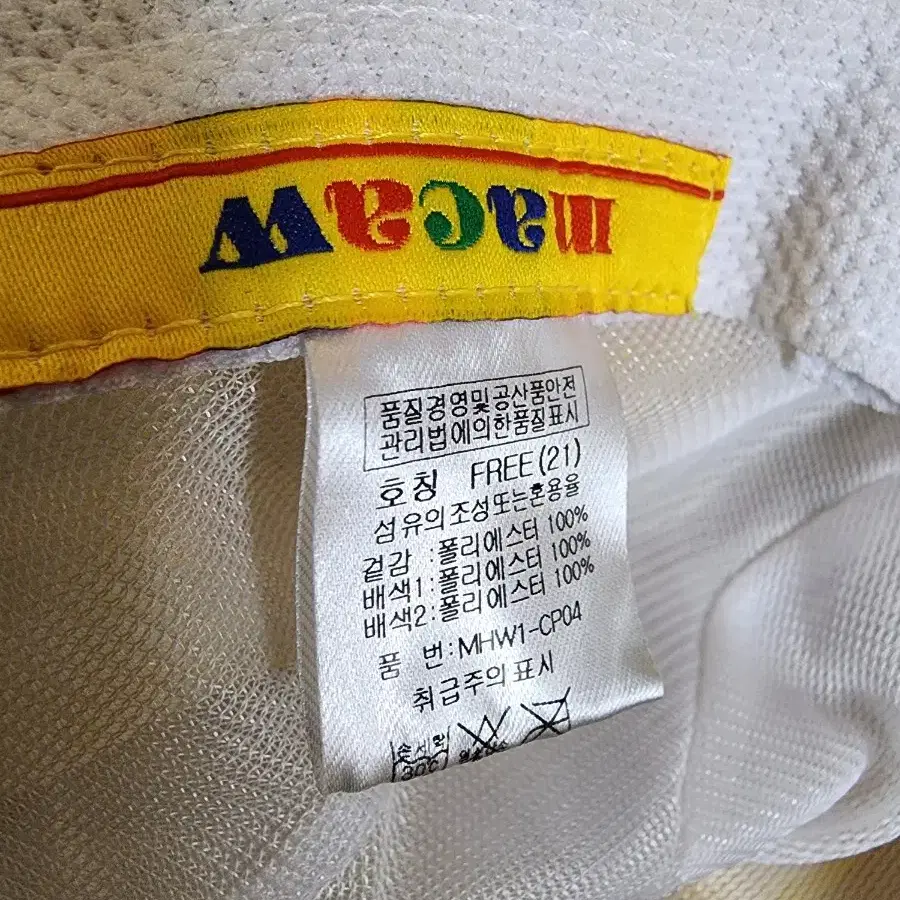 macaw
품질경영및공산품안전
관리법에의한품질표시
호칭 FREE(21)
섬유의조성또는혼용율
겉감 :폴리에스터 100%
배색1:폴리에스터 100%
배색2:폴리에스터 100%
품 번:MHW1-CP04
취급주의표시
손세탁
30℃